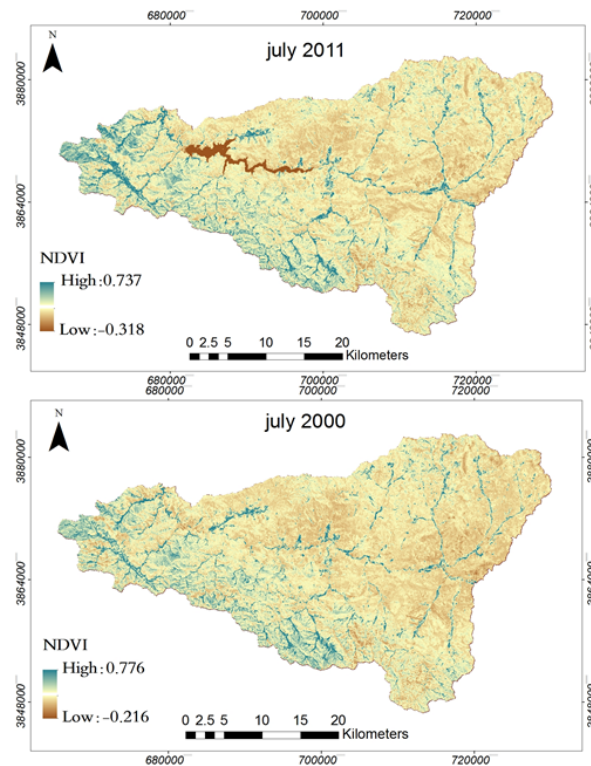 680000 700000 720000
N
july 2011
3880000
3864000
3848000
NDVI
High:0.737
Low:-0.318
0 2.5 5 10 15 20
Kilometers
680000 700000 720000
N
july 2000
3880000 3880000
3864000 3864000
3848000
NDVI
High:0.776
Low:-0.216
0 2.5 5 10 15 20
Kilometers
680000 700000 720000